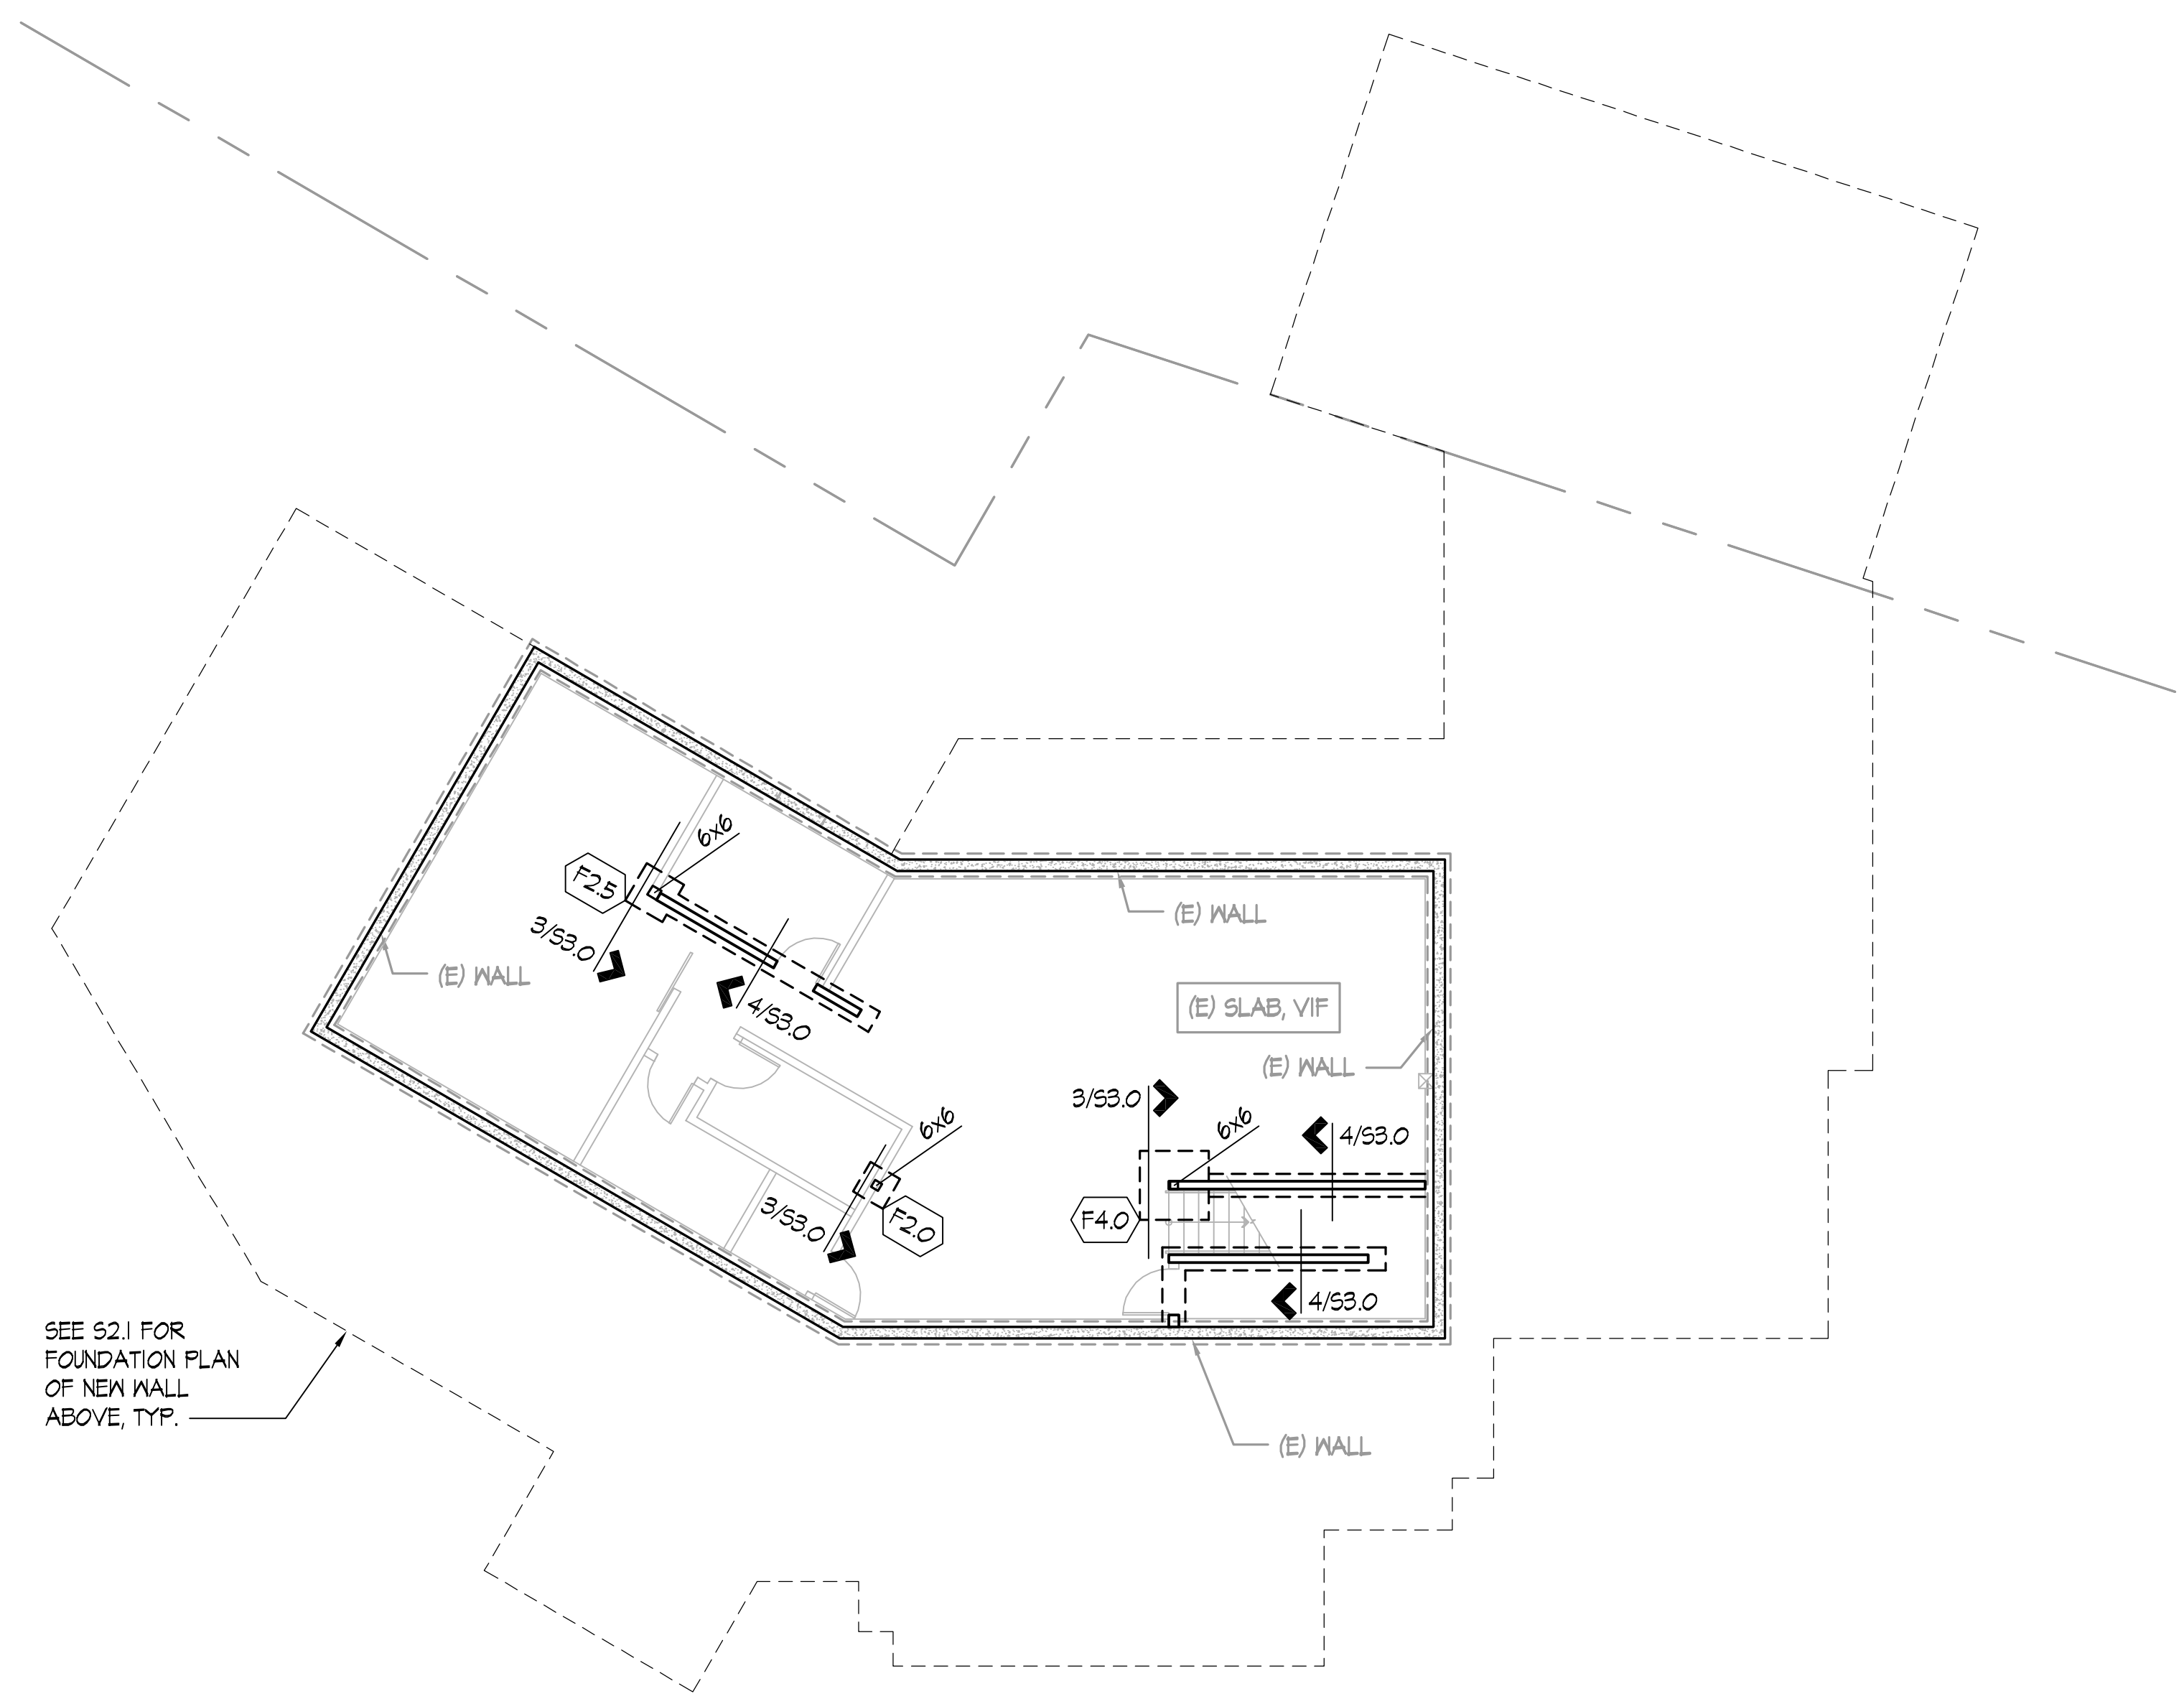 6x6
F2.5
3/S3.0
(E) WALL
(E) WALL
4/S3.0
(E) SLAB, VIF
(E) WALL
3/S3.0
6x6
6x6
4/S3.0
3/S3.0
F2.0
F4.0
4/S3.0
SEE S2.1 FOR
FOUNDATION PLAN
OF NEW WALL
ABOVE, TYP.
(E) WALL